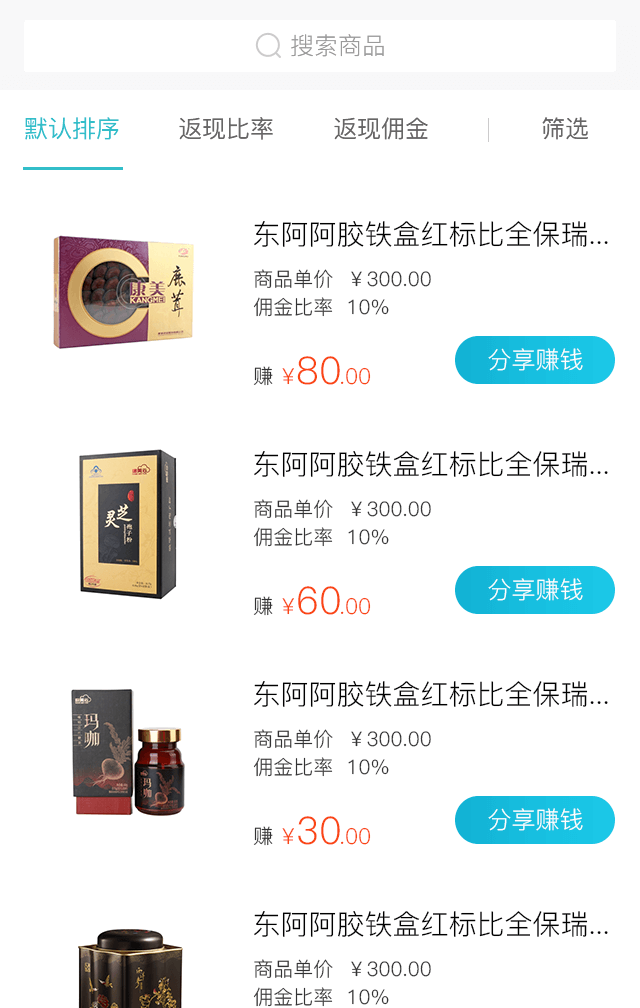 搜索商品
默认排序 返现比率 返现佣金 筛选
康美
KANGMEI
鹿茸
东阿阿胶铁盒红标比全保瑞...
商品单价 ￥300.00
佣金比率 10%
赚 ￥80.00
分享赚钱
灵芝
孢子粉
东阿阿胶铁盒红标比全保瑞...
商品单价 ￥300.00
佣金比率 10%
赚 ￥60.00
分享赚钱
玛咖
玛咖
东阿阿胶铁盒红标比全保瑞...
商品单价 ￥300.00
佣金比率 10%
赚 ￥30.00
分享赚钱
东阿阿胶铁盒红标比全保瑞...
商品单价 ￥300.00
佣金比率 10%